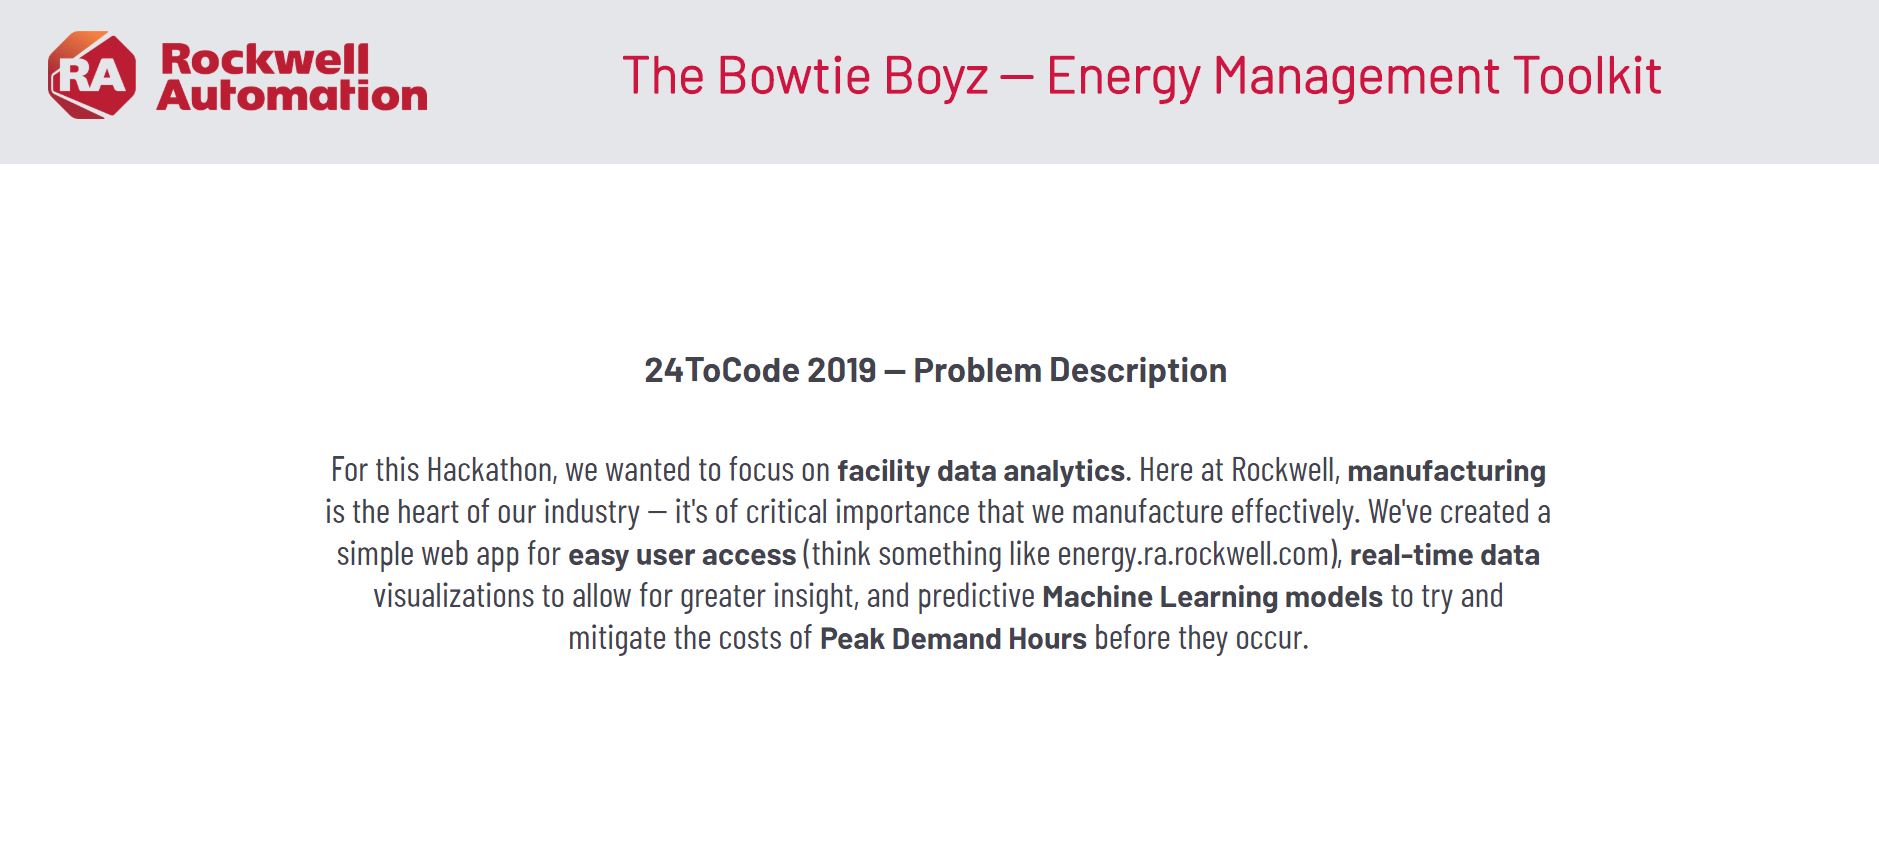 RA
Rockwell
Automation
The Bowtie Boyz — Energy Management Toolkit
24ToCode 2019 — Problem Description
For this Hackathon, we wanted to focus on facility data analytics. Here at Rockwell, manufacturing
is the heart of our industry — it's of critical importance that we manufacture effectively. We've created a
simple web app for easy user access (think something like energy.ra.rockwell.com), real-time data
visualizations to allow for greater insight, and predictive Machine Learning models to try and
mitigate the costs of Peak Demand Hours before they occur.